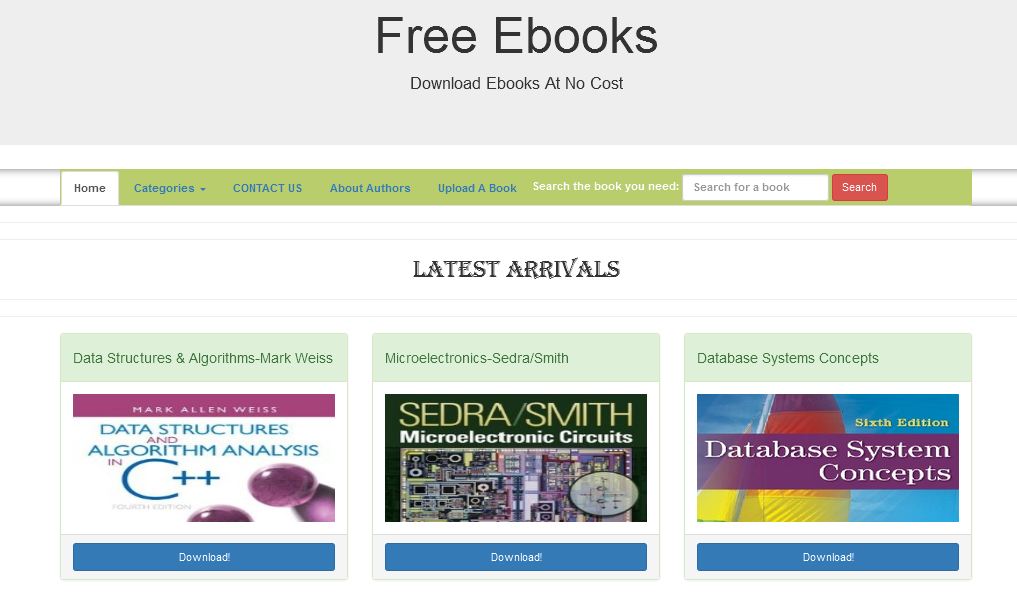 Free Ebooks
Download Ebooks At No Cost
Home Categories CONTACT US About Authors Upload A Book Search the book you need: Search for a book Search
LATEST ARRIVALS
Data Structures & Algorithms-Mark Weiss
Microelectronics-Sedra/Smith
Database Systems Concepts
MARK ALLEN WEISS
DATA STRUCTURES
AND
ALGORITHM ANALYSIS
IN
C++
FOURTH EDITION
SEDRA/SMITH
Microelectronic Circuits
Sixth Edition
Database System
Concepts
Download!
Download!
Download!